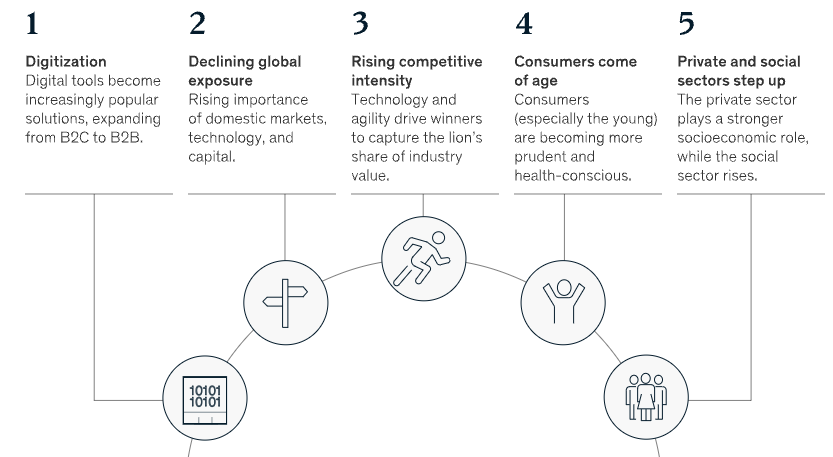 1
Digitization
Digital tools become
increasingly popular
solutions, expanding
from B2C to B2B.
2
Declining global
exposure
Rising importance
of domestic markets,
technology, and
capital.
3
Rising competitive
intensity
Technology and
agility drive winners
to capture the lion’s
share of industry
value.
4
Consumers come
of age
Consumers
(especially the young)
are becoming more
prudent and
health-conscious.
5
Private and social
sectors step up
The private sector
plays a stronger
socioeconomic role,
while the social
sector rises.
10101
10101